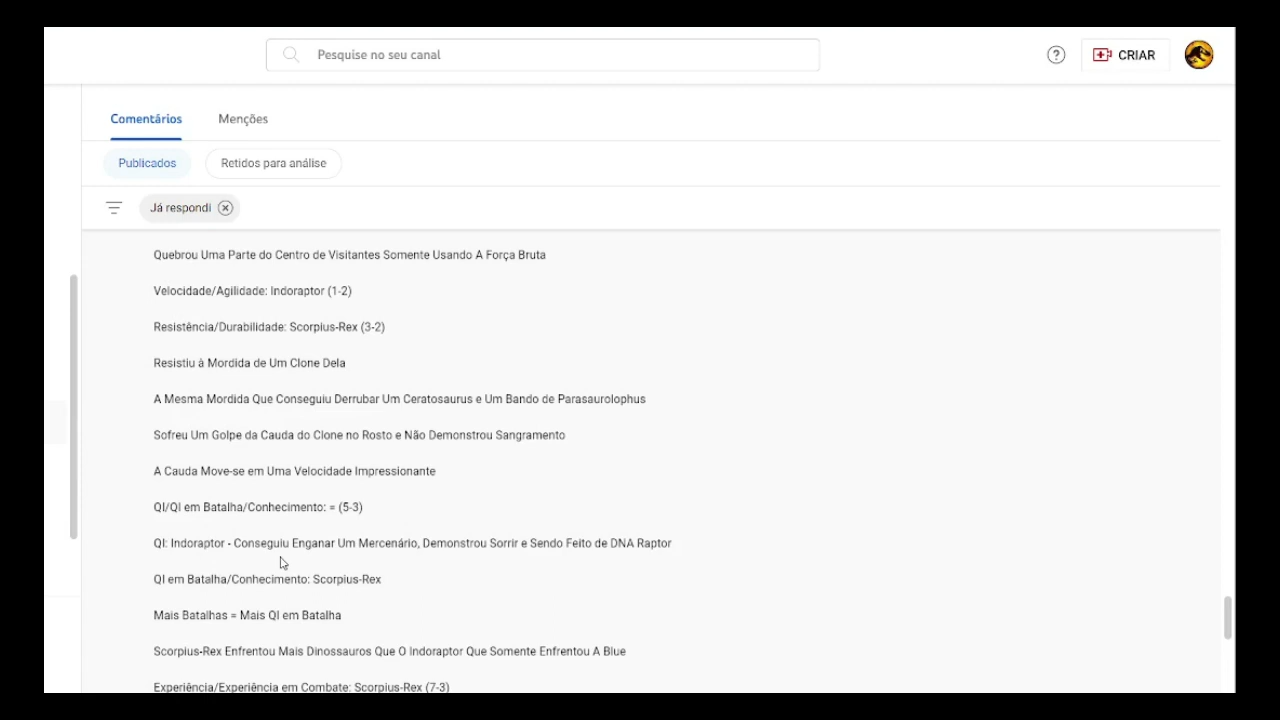 Pesquise no seu canal
CRIAR
Comentários
Menções
Publicados
Retidos para análise
Já respondi
Quebrou Uma Parte do Centro de Visitantes Somente Usando A Força Bruta
Velocidade/Agilidade: Indoraptor (1-2)
Resistência/Durabilidade: Scorpius-Rex (3-2)
Resistiu à Mordida de Um Clone Dela
A Mesma Mordida Que Conseguiu Derrubar Um Ceratosaurus e Um Bando de Parasaurolophus
Sofreu Um Golpe da Cauda do Clone no Rosto e Não Demonstrou Sangramento
A Cauda Move-se em Uma Velocidade Impressionante
QI/QI em Batalha/Conhecimento: = (5-3)
QI: Indoraptor - Conseguiu Enganar Um Mercenário, Demonstrou Sorrir e Sendo Feito de DNA Raptor
QI em Batalha/Conhecimento: Scorpius-Rex
Mais Batalhas = Mais QI em Batalha
Scorpius-Rex Enfrentou Mais Dinossauros Que O Indoraptor Que Somente Enfrentou A Blue
Experiência/Experiência em Combate: Scorpius-Rex (7-3)